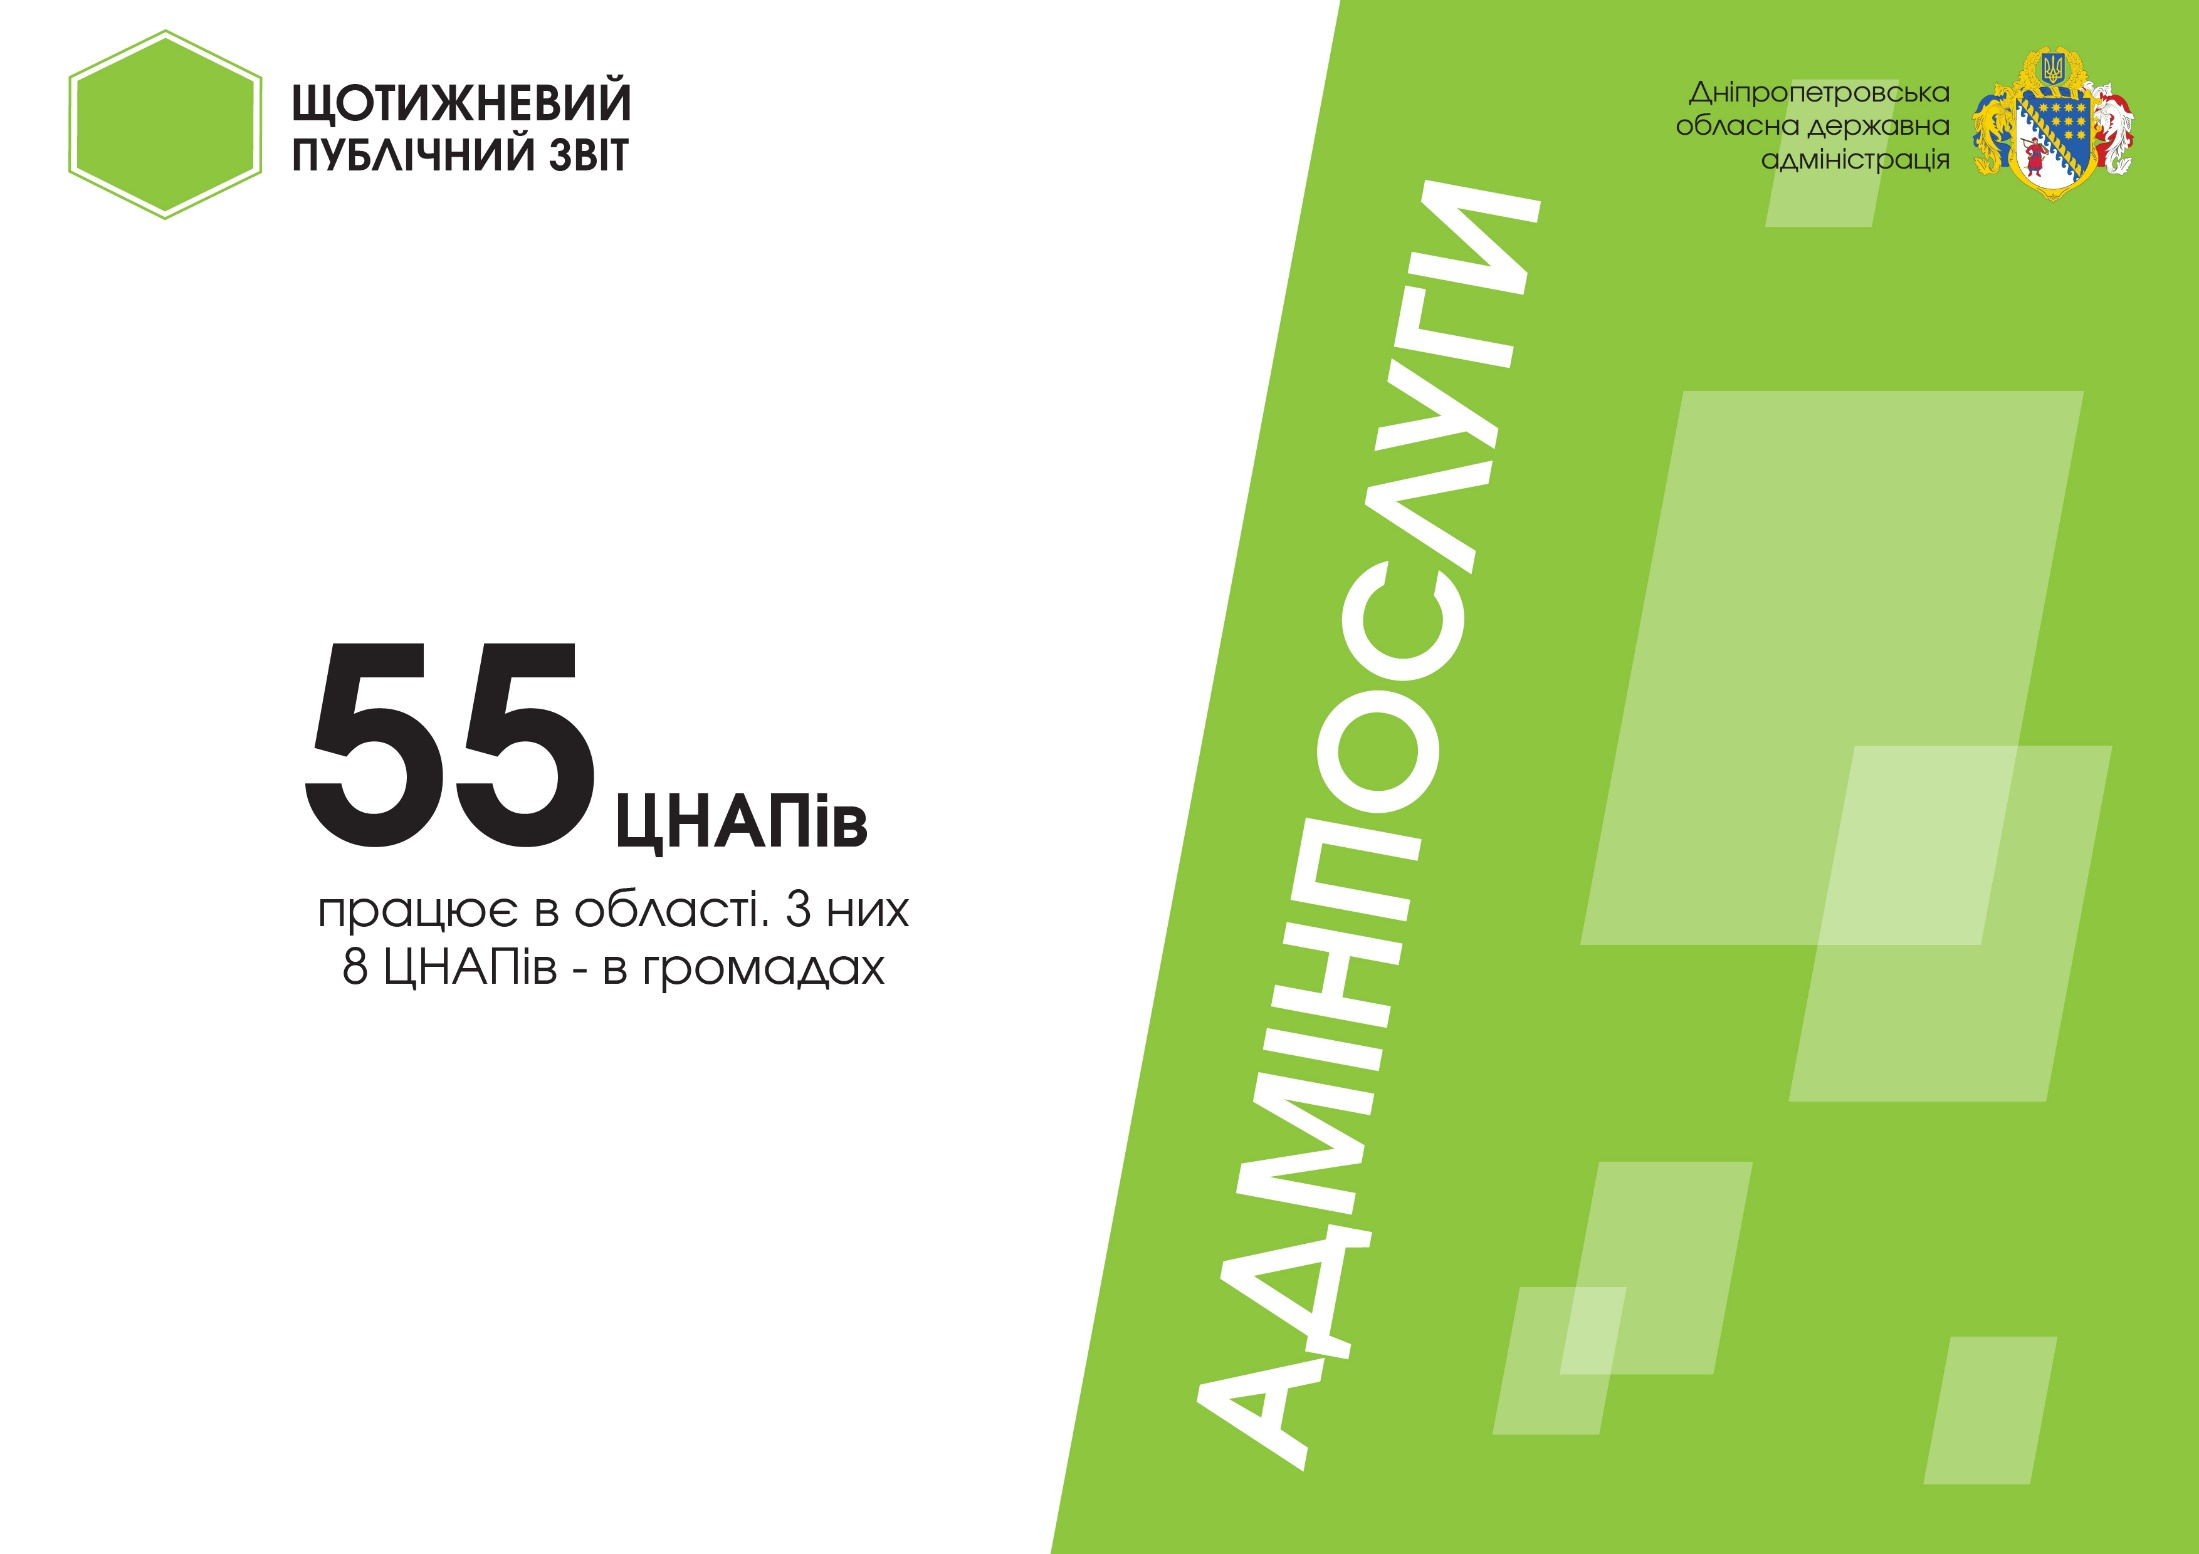 ЩОТИЖНЕВИЙ
ПУБЛІЧНИЙ ЗВІТ
Дніпропетровська
обласна державна
адміністрація
АДМІНПОСЛУГИ
55 ЦНАПів
працює в області. З них
8 ЦНАПів - в громадах